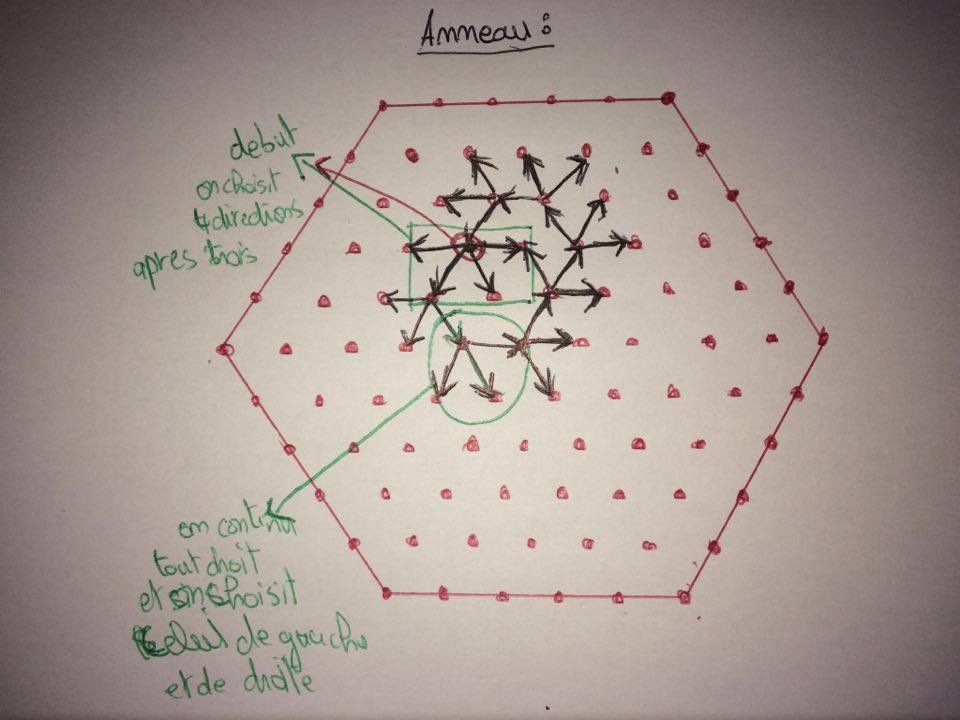 Anneau :
debut
on choisit
4 directions
apres trois
on continu
tout droit
et on choisit
celui de gauche
et de droite